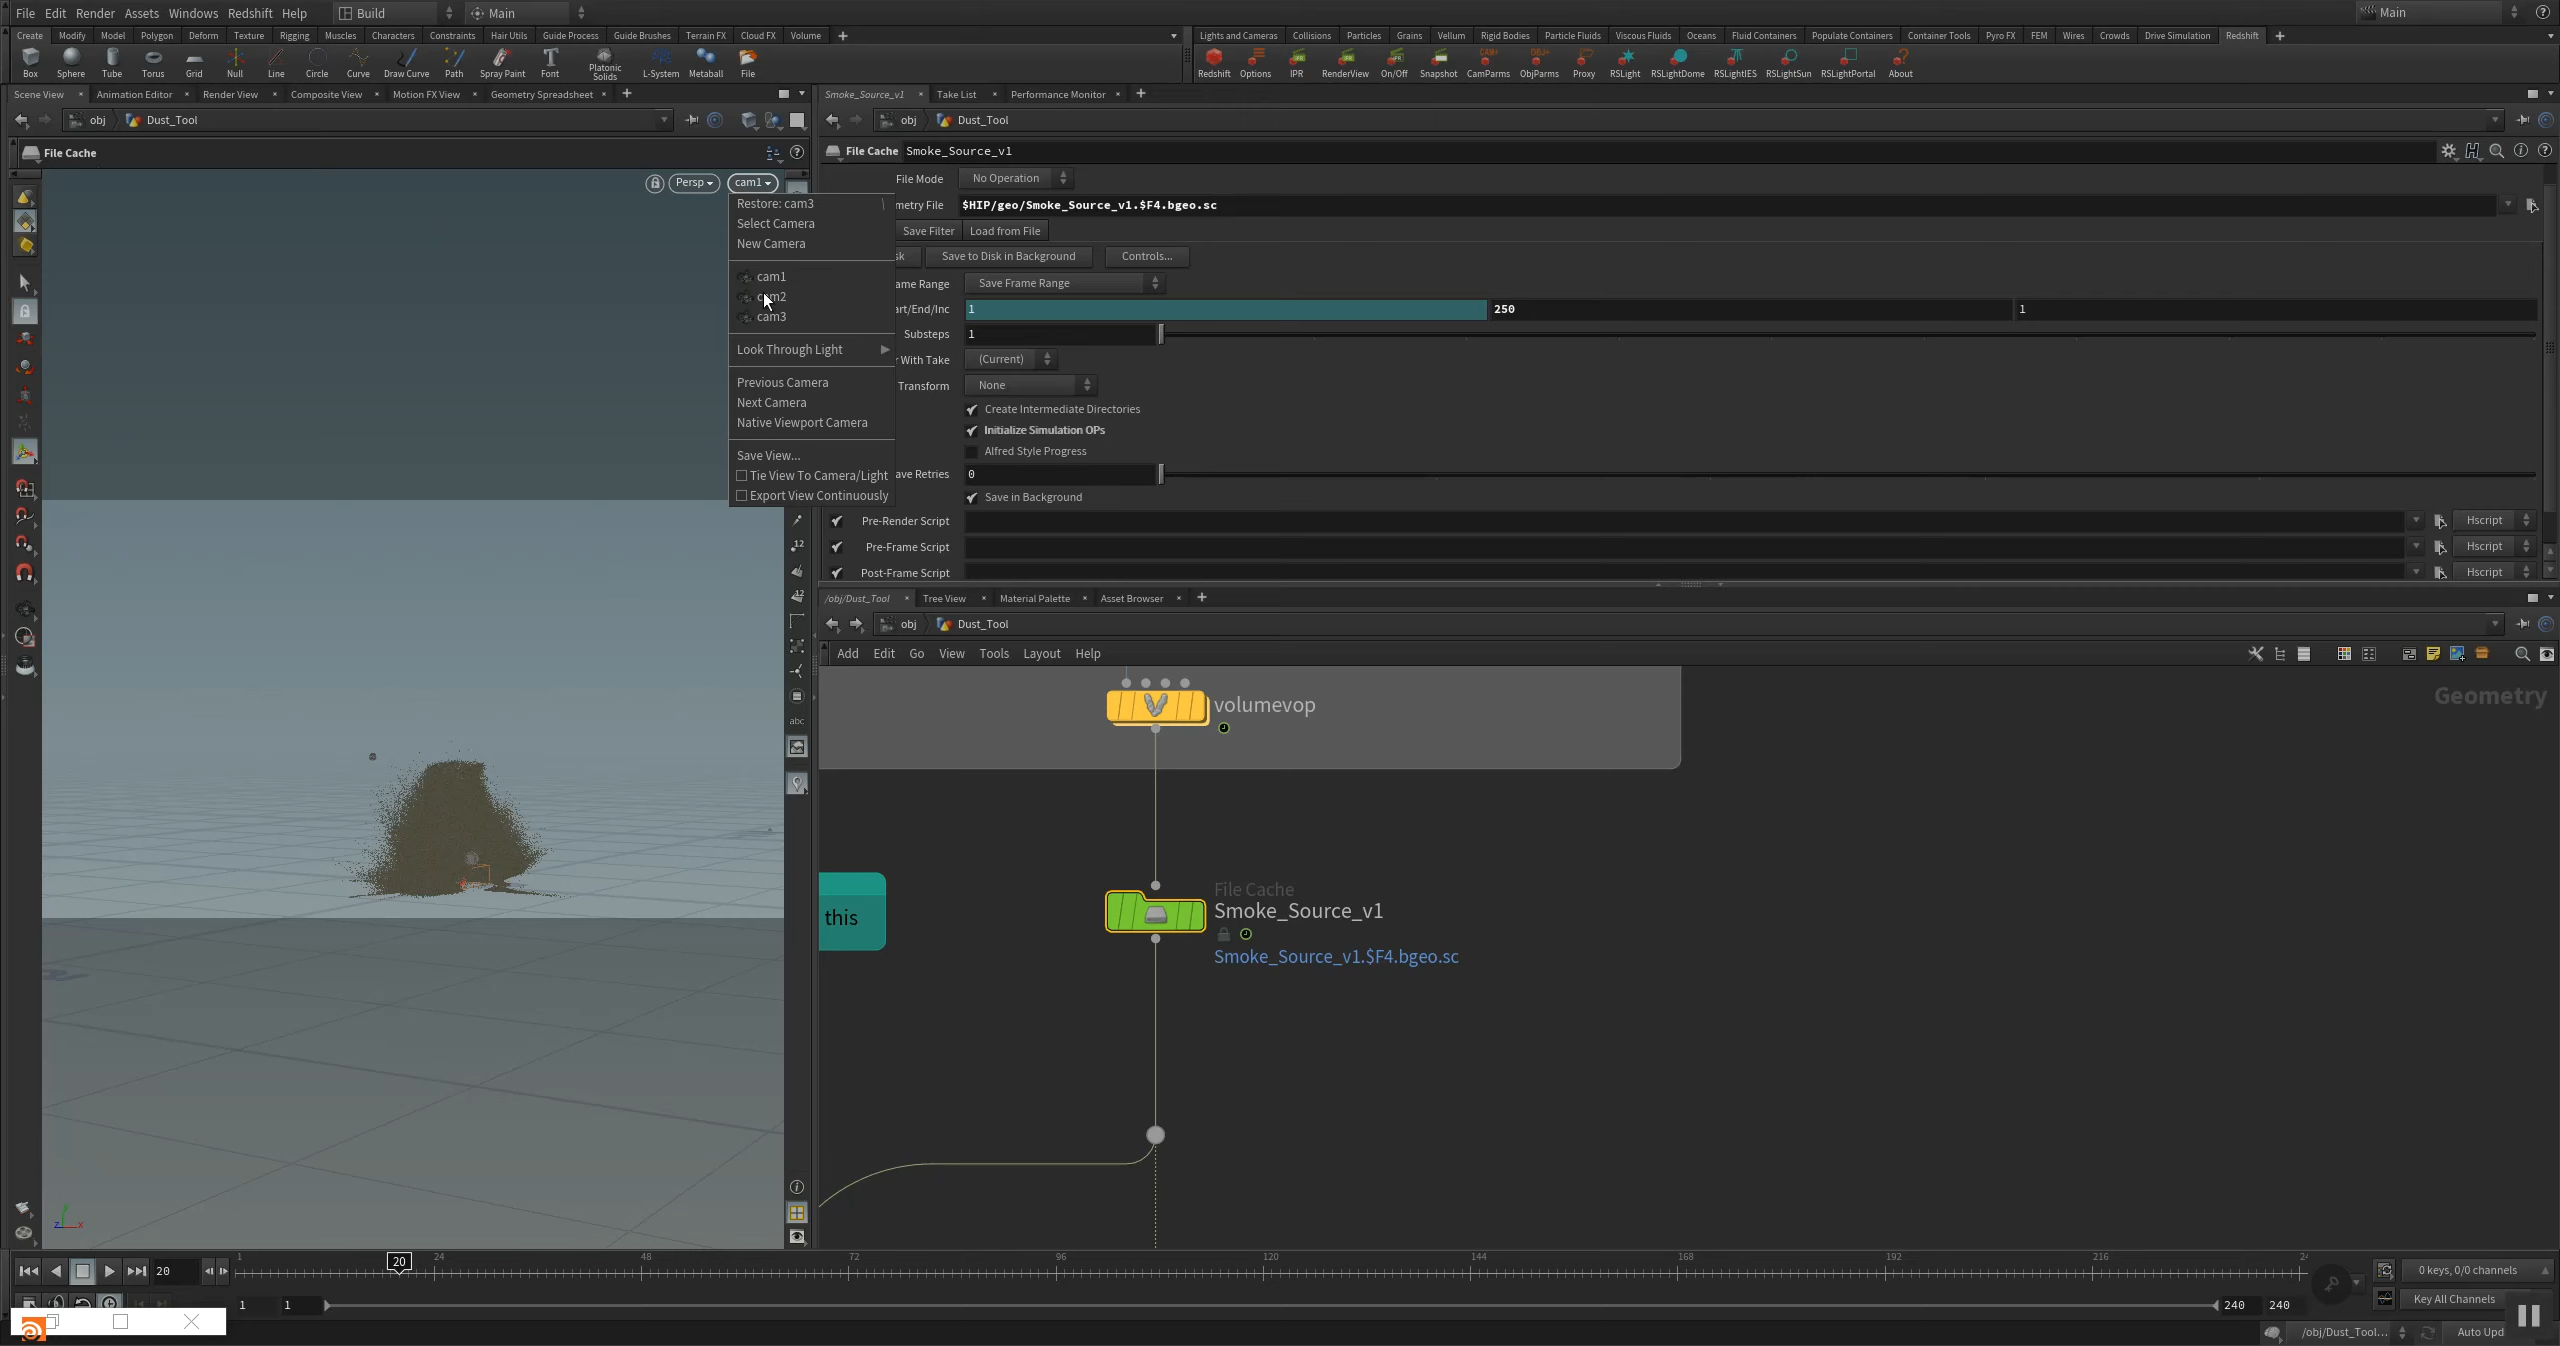 File Edit Render Assets Windows Redshift Help Build Main Main
Create Modify Model Polygon Deform Texture Rigging Muscles Characters Constraints Hair Utils Guide Process Guide Brushes Terrain FX Cloud FX Volume
Lights and Cameras Collisions Particles Grains Vellum Rigid Bodies Particle Fluids Viscous Fluids Oceans Fluid Containers Populate Containers Container Tools Pyro FX FEM Wires Crowds Drive Simulation Redshift
Box Sphere Tube Torus Grid Null Line Circle Curve Draw Curve Path Spray Paint Font Platonic Solids L-System Metaball File
Redshift Options IPR RenderView On/Off Snapshot CamParms ObjParms Proxy RSLight RSLightDome RSLightIES RSLightSun RSLightPortal About
Scene View Animation Editor Render View Composite View Motion FX View Geometry Spreadsheet
Smoke_Source_v1 Take List Performance Monitor
obj Dust_Tool
obj Dust_Tool
File Cache
File Cache Smoke_Source_v1
Persp cam1
Restore: cam3 \
Select Camera
New Camera
cam1
cam2
cam3
Look Through Light
Previous Camera
Next Camera
Native Viewport Camera
Save View...
Tie View To Camera/Light
Export View Continuously
File Mode No Operation
metry File $HIP/geo/Smoke_Source_v1.$F4.bgeo.sc
Save Filter Load from File
sk Save to Disk in Background Controls...
ame Range Save Frame Range
art/End/Inc 1 250 1
Substeps 1
r With Take (Current)
Transform None
Create Intermediate Directories
Initialize Simulation OPs
Alfred Style Progress
ave Retries 0
Save in Background
Pre-Render Script Hscript
Pre-Frame Script Hscript
Post-Frame Script Hscript
12
12
abc
/obj/Dust_Tool Tree View Material Palette Asset Browser
obj Dust_Tool
Add Edit Go View Tools Layout Help
Geometry
volumevop
File Cache
Smoke_Source_v1
Smoke_Source_v1.$F4.bgeo.sc
this
y
z x
1 24 48 72 96 120 144 168 192 216 24
20 20
0 keys, 0/0 channels
1 1 240 240
Key All Channels
/obj/Dust_Tool... Auto Upd